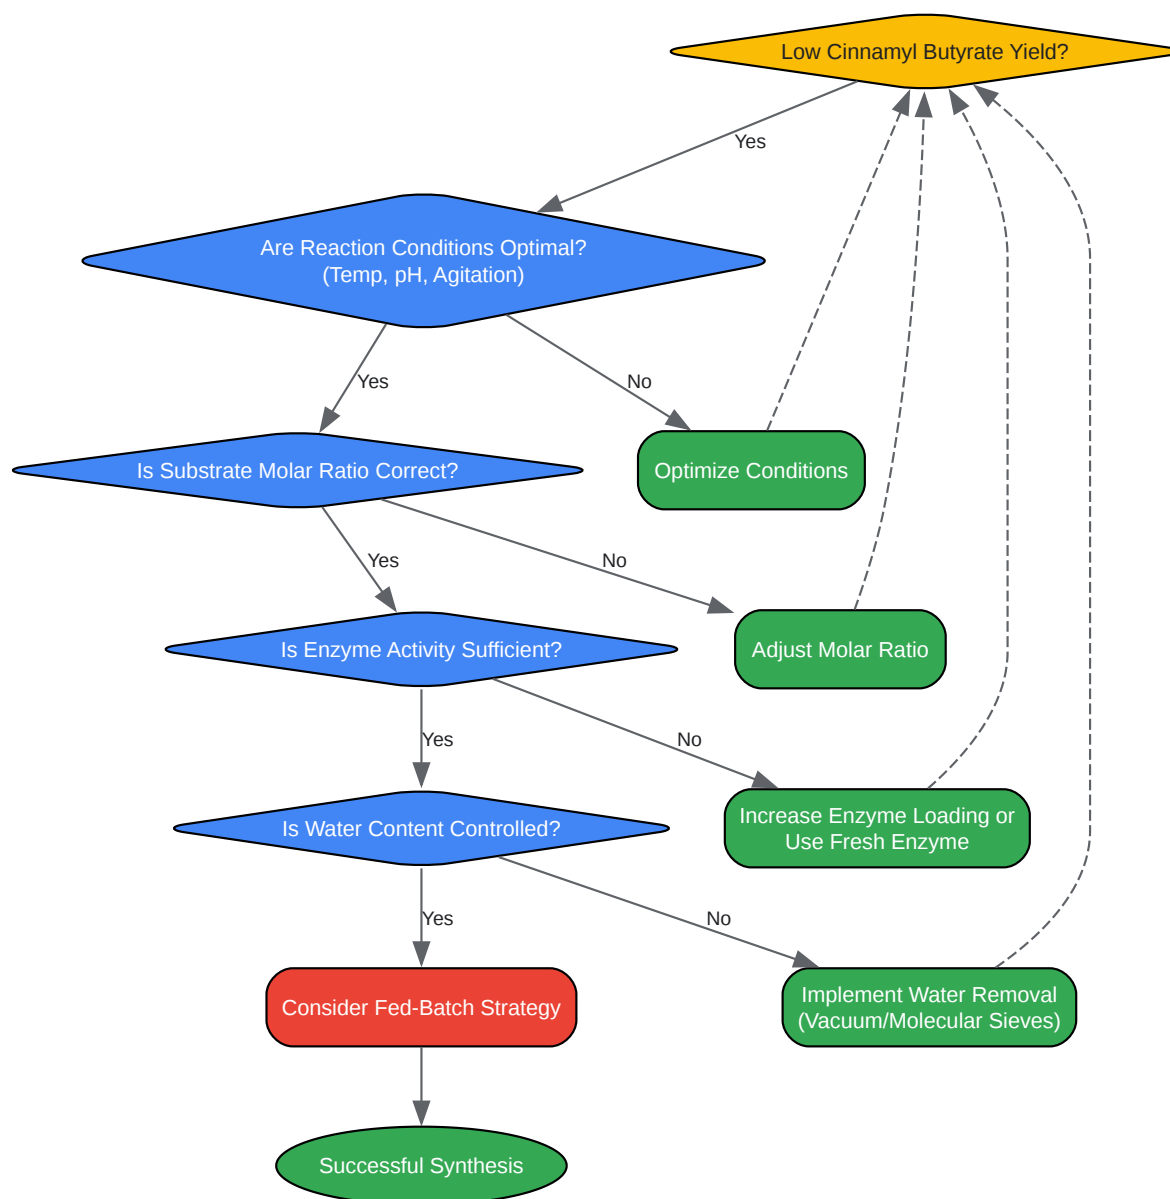 Low Cinnamyl Butyrate Yield?
Yes
Are Reaction Conditions Optimal?
(Temp, pH, Agitation)
Yes
No
Is Substrate Molar Ratio Correct?
Optimize Conditions
Yes
No
Is Enzyme Activity Sufficient?
Adjust Molar Ratio
Yes
No
Is Water Content Controlled?
Increase Enzyme Loading or
Use Fresh Enzyme
Yes
No
Consider Fed-Batch Strategy
Implement Water Removal
(Vacuum/Molecular Sieves)
Successful Synthesis